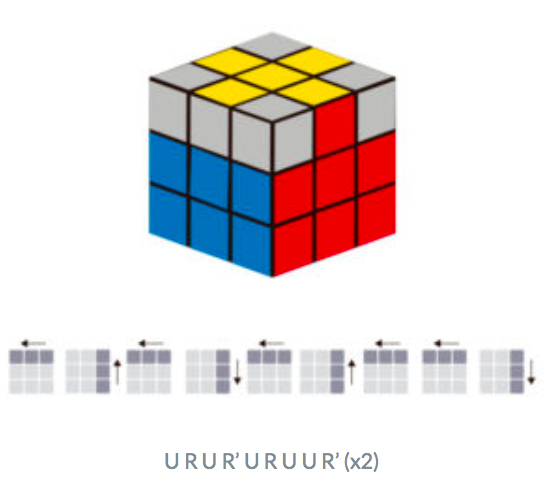 U R U R’ U R U U R’ (x2)